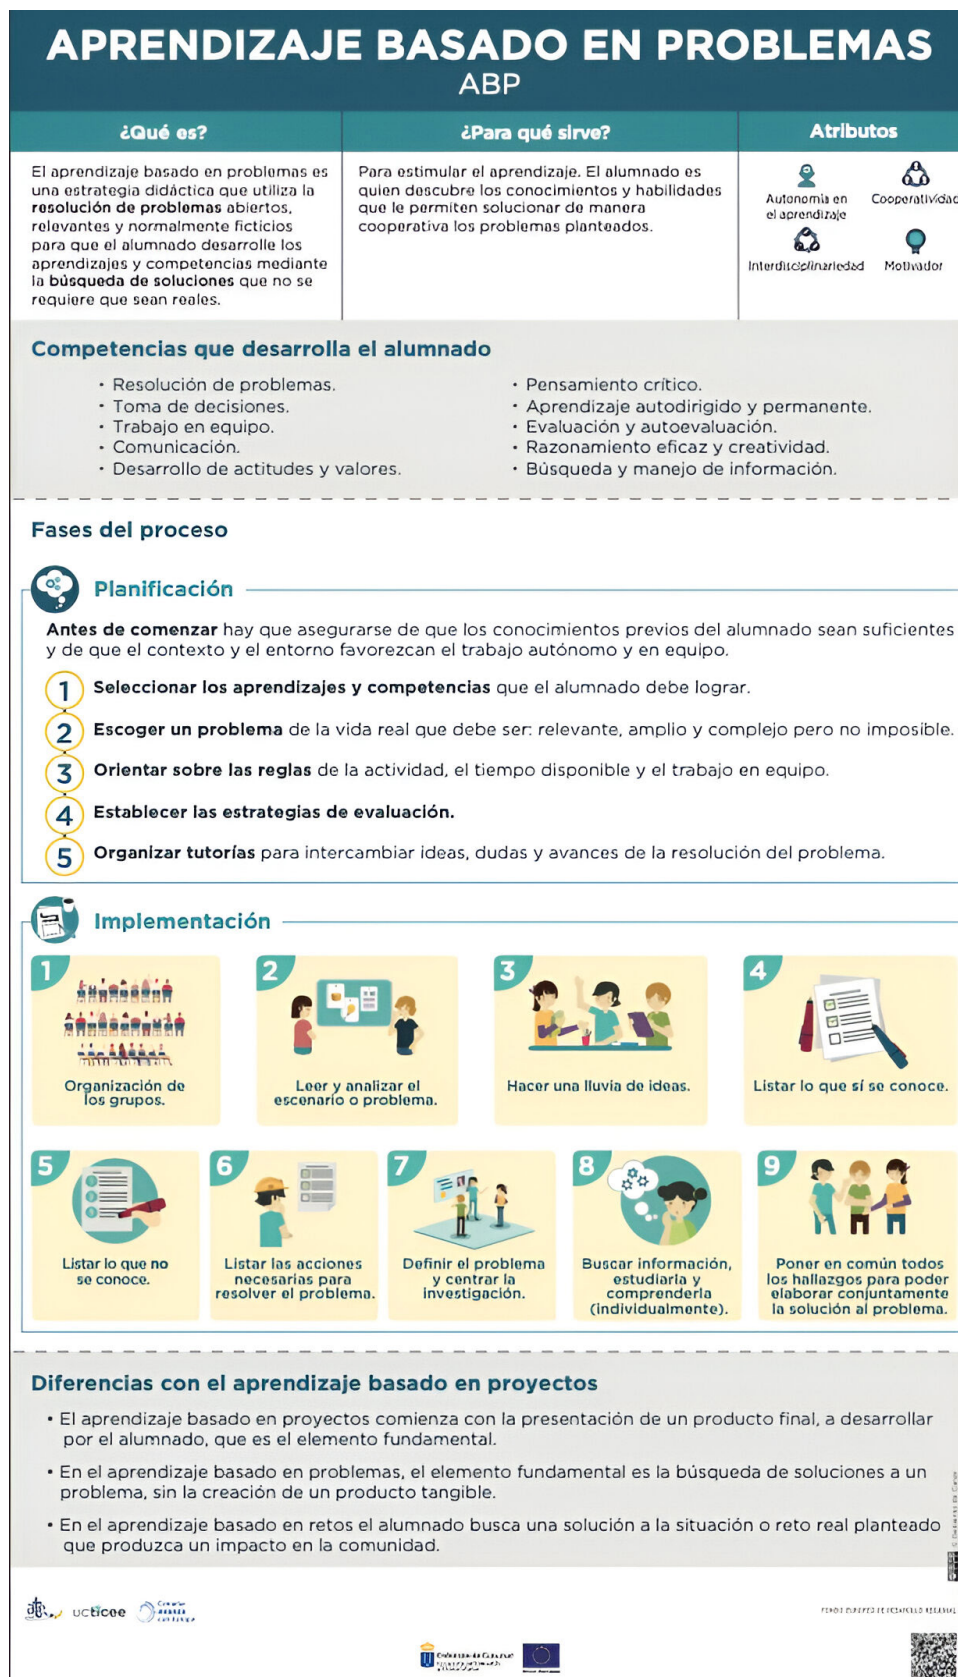 APRENDIZAJE BASADO EN PROBLEMAS
ABP
¿Qué es?
El aprendizaje basado en problemas es
una estrategia didáctica que utiliza la
resolución de problemas abiertos,
relevantes y normalmente ficticios
para que el alumnado desarrolle los
aprendizajes y competencias mediante
la búsqueda de soluciones que no se
requiere que sean reales.
¿Para qué sirve?
Para estimular el aprendizaje. El alumnado es
quien descubre los conocimientos y habilidades
que le permiten solucionar de manera
cooperativa los problemas planteados.
Atributos
Autonomía en
el aprendizaje
Cooperatividad
Interdisciplinariedad
Motivador
Competencias que desarrolla el alumnado
• Resolución de problemas.
• Toma de decisiones.
• Trabajo en equipo.
• Comunicación.
• Desarrollo de actitudes y valores.
• Pensamiento crítico.
• Aprendizaje autodirigido y permanente.
• Evaluación y autoevaluación.
• Razonamiento eficaz y creatividad.
• Búsqueda y manejo de información.
Fases del proceso
Planificación
Antes de comenzar hay que asegurarse de que los conocimientos previos del alumnado sean suficientes
y de que el contexto y el entorno favorezcan el trabajo autónomo y en equipo.
1 Seleccionar los aprendizajes y competencias que el alumnado debe lograr.
2 Escoger un problema de la vida real que debe ser: relevante, amplio y complejo pero no imposible.
3 Orientar sobre las reglas de la actividad, el tiempo disponible y el trabajo en equipo.
4 Establecer las estrategias de evaluación.
5 Organizar tutorías para intercambiar ideas, dudas y avances de la resolución del problema.
Implementación
1
Organización de
los grupos.
2
Leer y analizar el
escenario o problema.
3
Hacer una lluvia de ideas.
4
Listar lo que sí se conoce.
5
Listar lo que no
se conoce.
6
Listar las acciones
necesarias para
resolver el problema.
7
Definir el problema
y centrar la
investigación.
8
Buscar información,
estudiarla y
comprenderla
(individualmente).
9
Poner en común todos
los hallazgos para poder
elaborar conjuntamente
la solución al problema.
Diferencias con el aprendizaje basado en proyectos
• El aprendizaje basado en proyectos comienza con la presentación de un producto final, a desarrollar
por el alumnado, que es el elemento fundamental.
• En el aprendizaje basado en problemas, el elemento fundamental es la búsqueda de soluciones a un
problema, sin la creación de un producto tangible.
• En el aprendizaje basado en retos el alumnado busca una solución a la situación o reto real planteado
que produzca un impacto en la comunidad.
ucticee
Gobierno de Canarias